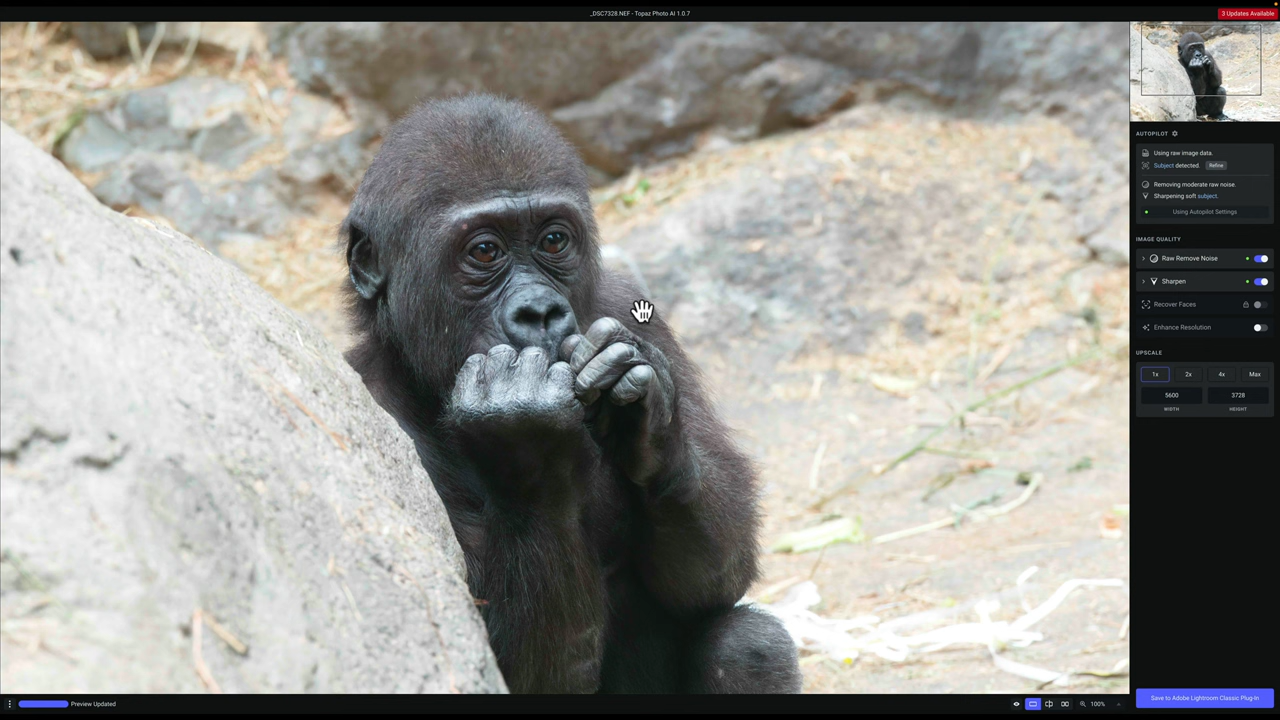 _DSC7328.NEF - Topaz Photo AI 1.0.7
3 Updates Available
AUTOPILOT
Using raw image data.
Subject detected. Refine
Removing moderate raw noise.
Sharpening soft subject.
Using Autopilot Settings
IMAGE QUALITY
Raw Remove Noise
Sharpen
Recover Faces
Enhance Resolution
UPSCALE
1x 2x 4x Max
5600 3728
WIDTH HEIGHT
Save to Adobe Lightroom Classic Plug-In
Preview Updated
100%